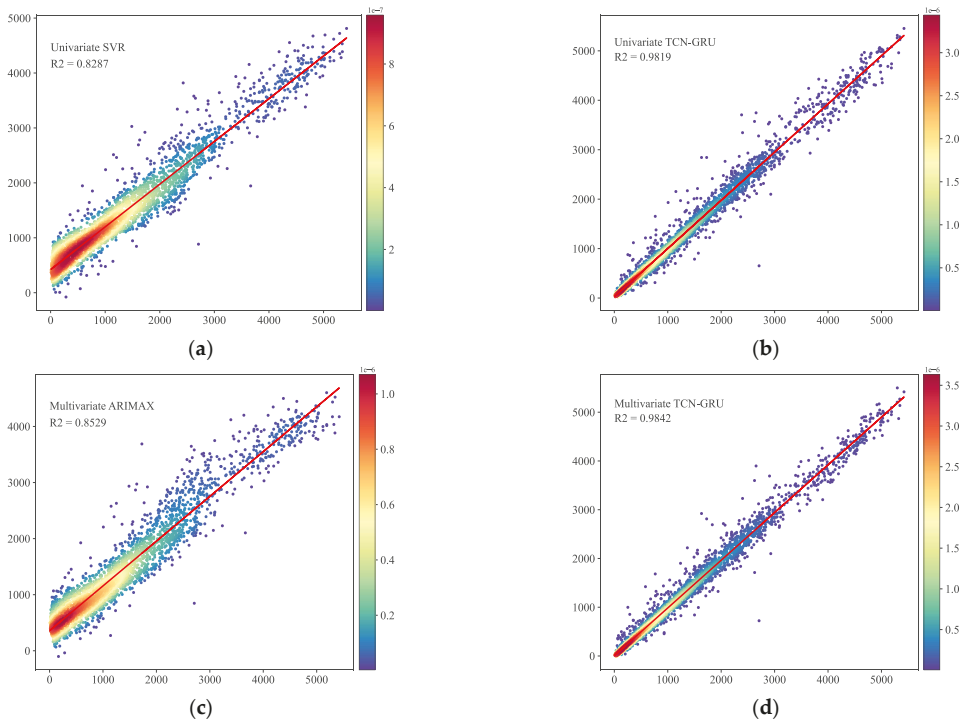 1e−7
5000
4000
3000
2000
1000
0
Univariate SVR
R2 = 0.8287
0 1000 2000 3000 4000 5000
8
6
4
2
(a)
1e−6
5000
4000
3000
2000
1000
0
Univariate TCN-GRU
R2 = 0.9819
0 1000 2000 3000 4000 5000
3.0
2.5
2.0
1.5
1.0
0.5
(b)
1e−6
4000
3000
2000
1000
0
Multivariate ARIMAX
R2 = 0.8529
0 1000 2000 3000 4000 5000
1.0
0.8
0.6
0.4
0.2
(c)
1e−6
5000
4000
3000
2000
1000
0
Multivariate TCN-GRU
R2 = 0.9842
0 1000 2000 3000 4000 5000
3.5
3.0
2.5
2.0
1.5
1.0
0.5
(d)